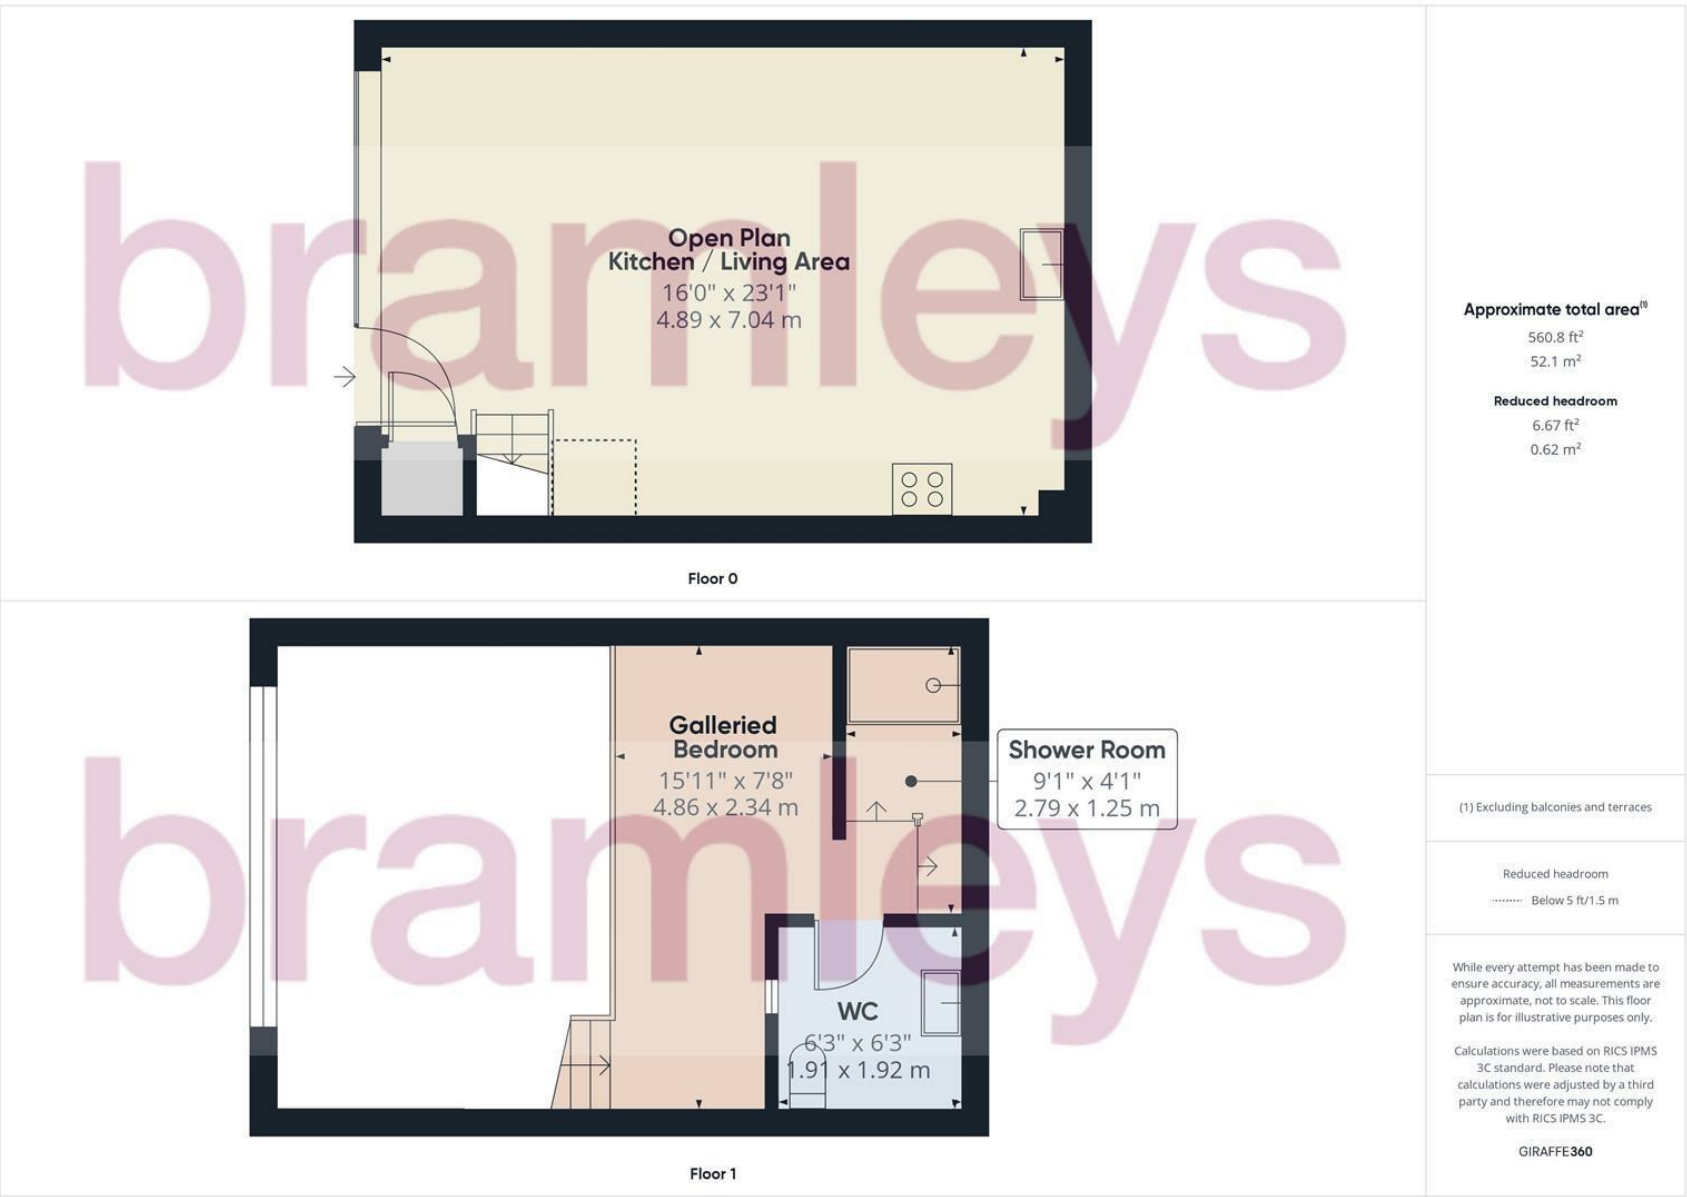 Open Plan
Kitchen / Living Area
16'0" x 23'1"
4.89 x 7.04 m
bramleys
Floor 0
Galleried
Bedroom
15'11" x 7'8"
4.86 x 2.34 m
Shower Room
9'1" x 4'1"
2.79 x 1.25 m
bramleys
WC
6'3" x 6'3"
1.91 x 1.92 m
Floor 1
Approximate total area(1)
560.8 ft²
52.1 m²
Reduced headroom
6.67 ft²
0.62 m²
(1) Excluding balconies and terraces
Reduced headroom
Below 5 ft/1.5 m
While every attempt has been made to
ensure accuracy, all measurements are
approximate, not to scale. This floor
plan is for illustrative purposes only.
Calculations were based on RICS IPMS
3C standard. Please note that
calculations were adjusted by a third
party and therefore may not comply
with RICS IPMS 3C.
GIRAFFE360